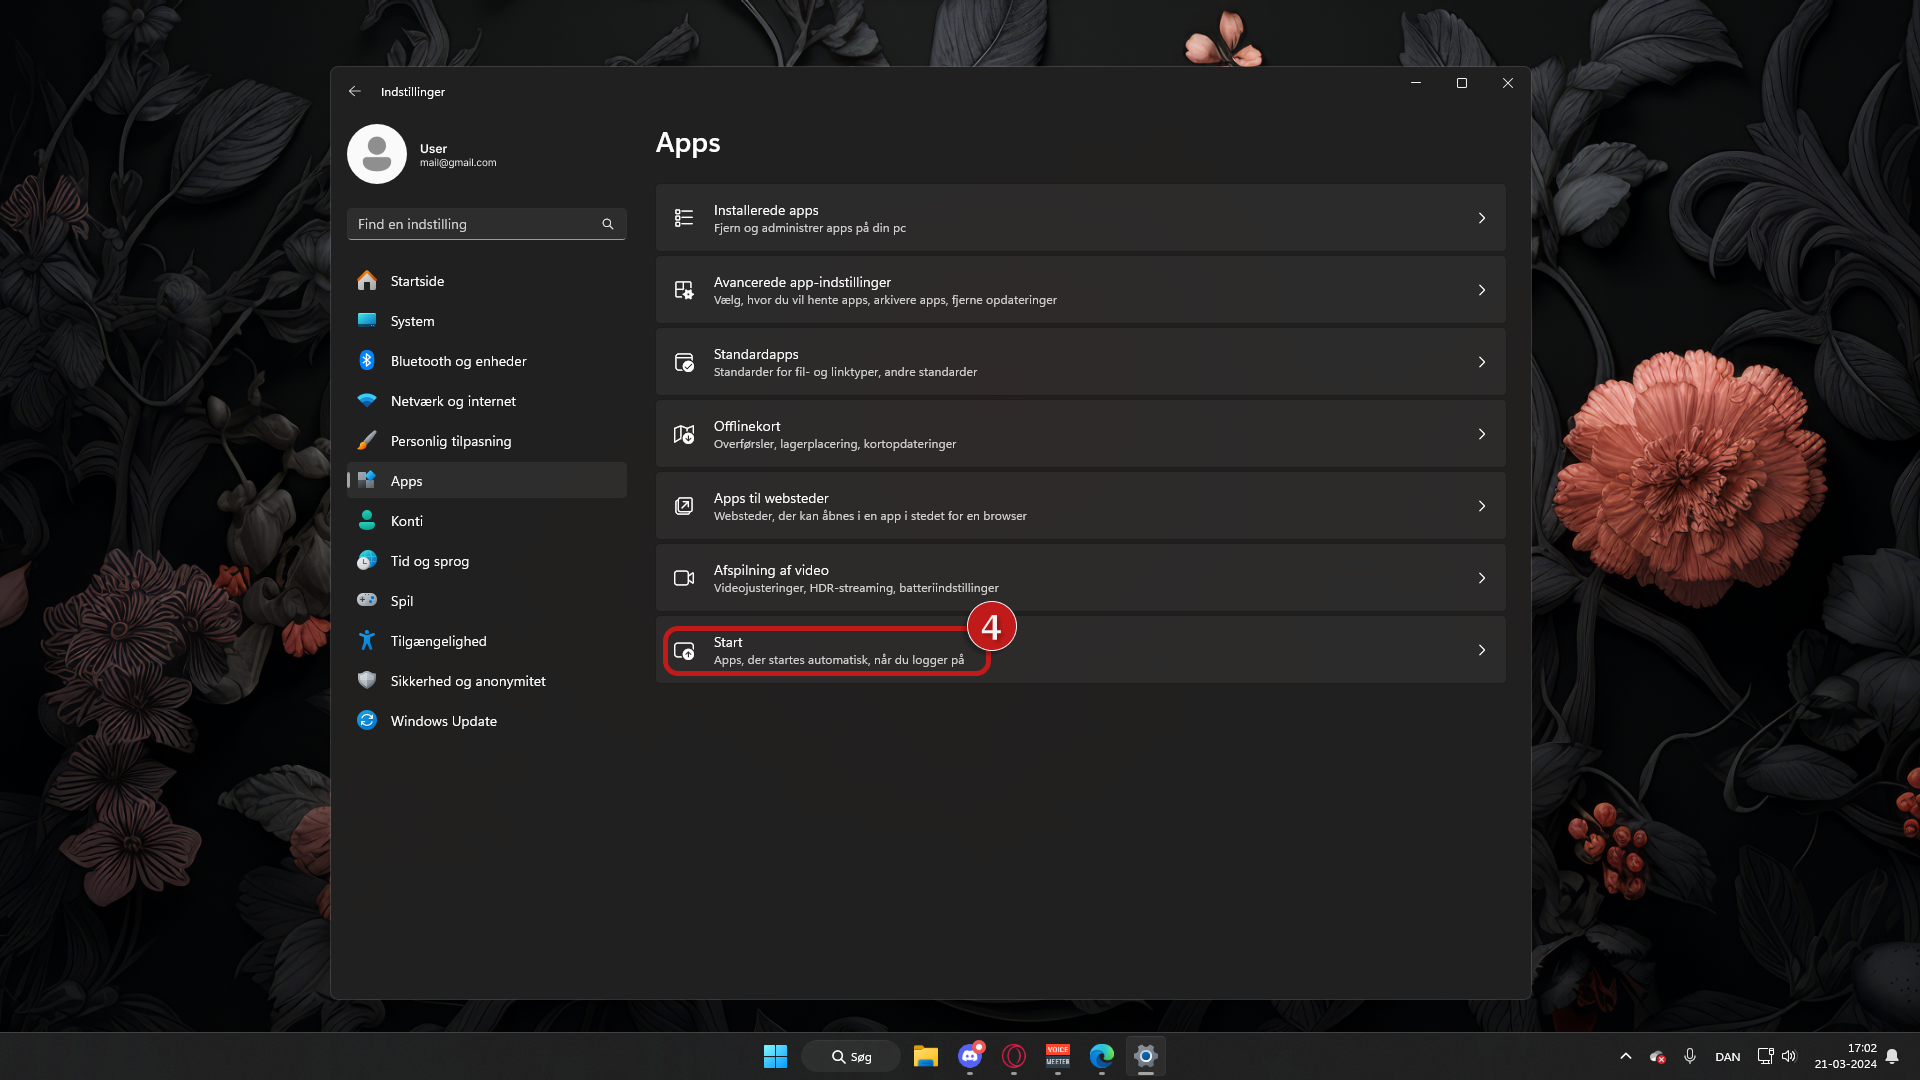 Indstillinger
User
mail@gmail.com
Find en indstilling
Startside
System
Bluetooth og enheder
Netværk og internet
Personlig tilpasning
Apps
Konti
Tid og sprog
Spil
Tilgængelighed
Sikkerhed og anonymitet
Windows Update
Apps
Installerede apps
Fjern og administrer apps på din pc
Avancerede app-indstillinger
Vælg, hvor du vil hente apps, arkivere apps, fjerne opdateringer
Standardapps
Standarder for fil- og linktyper, andre standarder
Offlinekort
Overførsler, lagerplacering, kortopdateringer
Apps til websteder
Websteder, der kan åbnes i en app i stedet for en browser
Afspilning af video
Videojusteringer, HDR-streaming, batteriindstillinger
4
Start
Apps, der startes automatisk, når du logger på
Søg
VOICE
MEETER
DAN
17:02
21-03-2024